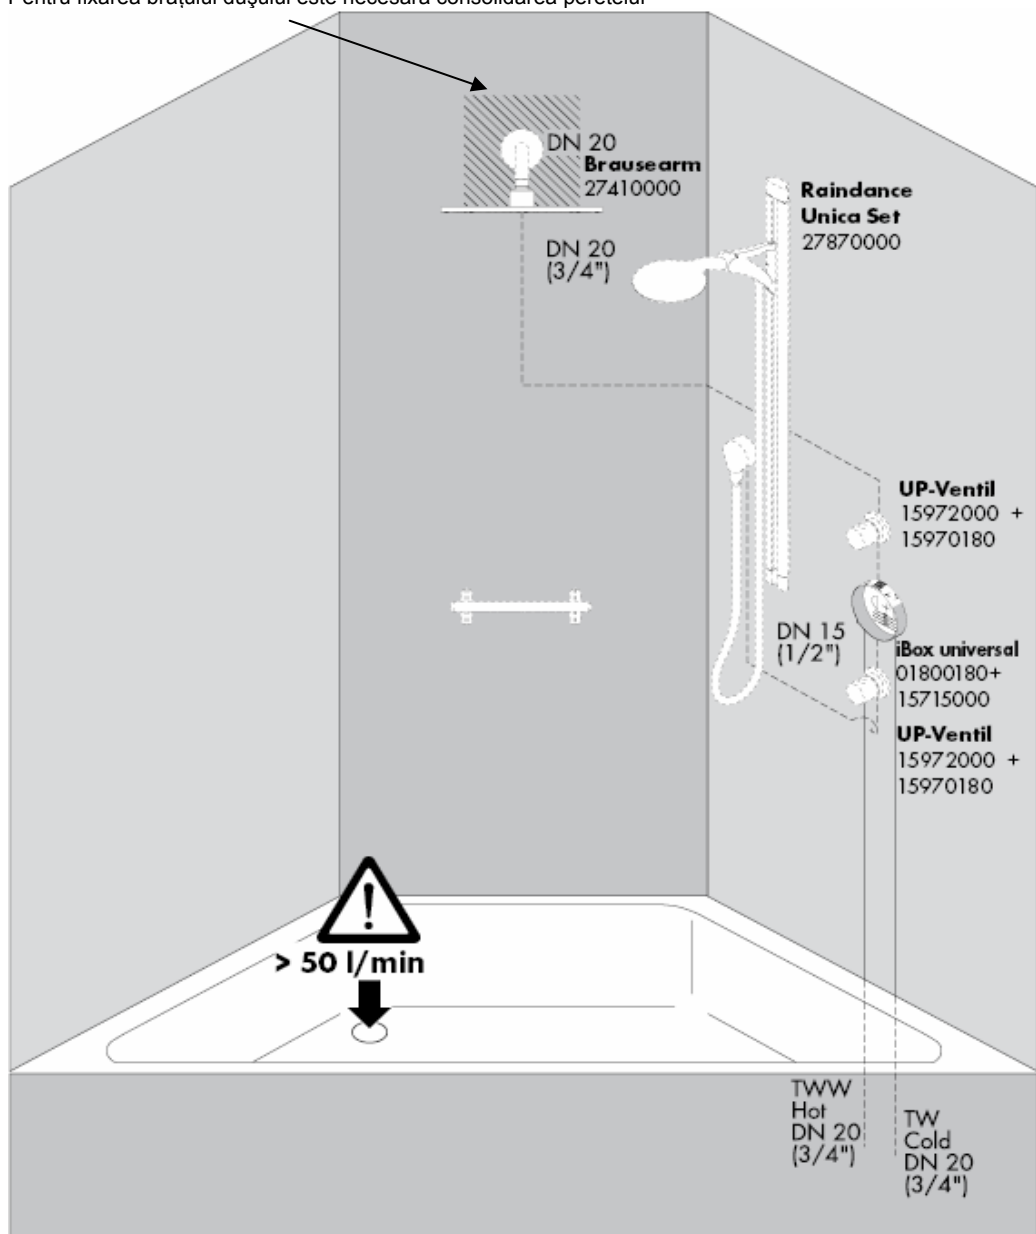 Pentru fixarea braţului duşului este necesară consolidarea peretelui
DN 20
Brausearm
27410000
DN 20
(3/4")
Raindance
Unica Set
27870000
UP-Ventil
15972000 +
15970180
DN 15
(1/2")
iBox universal
01800180+
15715000
UP-Ventil
15972000 +
15970180
> 50 l/min
TWW
Hot
DN 20
(3/4")
TW
Cold
DN 20
(3/4")